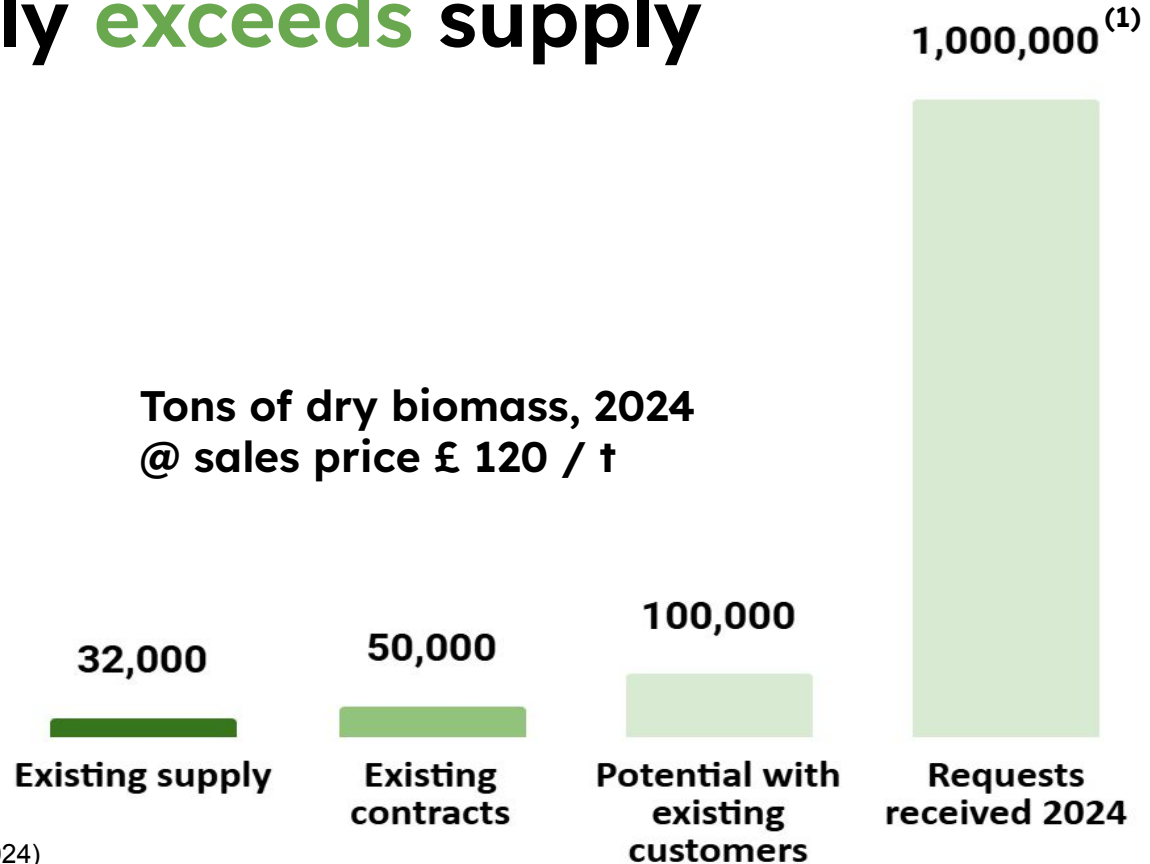 ly exceeds supply
1,000,000 (1)
Tons of dry biomass, 2024
@ sales price £ 120 / t
100,000
50,000
32,000
Existing supply
Existing
contracts
Potential with
existing
customers
Requests
received 2024
024)